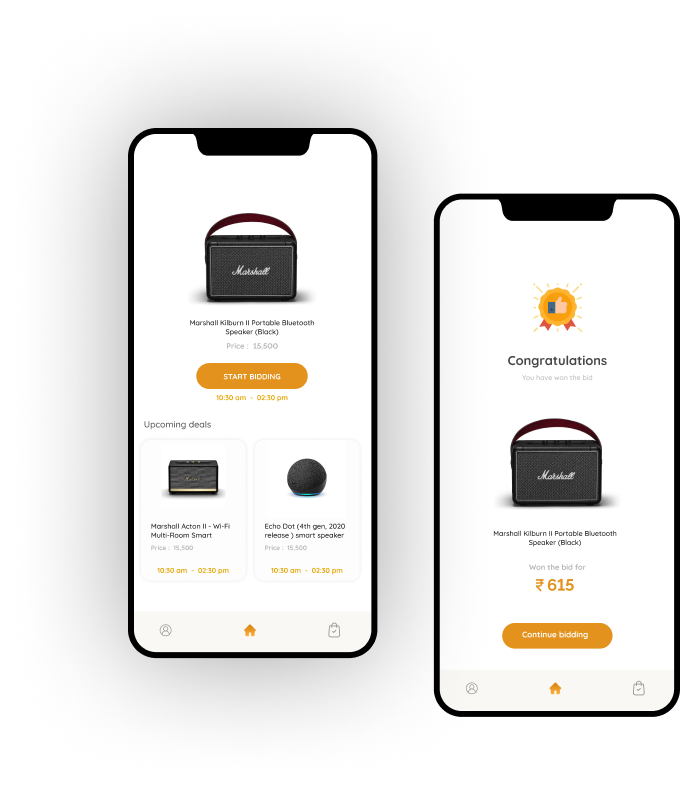 Marshall
Marshall Kilburn II Portable Bluetooth
Speaker (Black)
Price : 15,500
START BIDDING
10:30 am - 02:30 pm
Upcoming deals
Marshall Acton II - Wi-Fi
Multi-Room Smart
Price : 15,500
10:30 am - 02:30 pm
Echo Dot (4th gen, 2020
release ) smart speaker
Price : 15,500
10:30 am - 02:30 pm
Congratulations
You have won the bid
Marshall
Marshall Kilburn II Portable Bluetooth
Speaker (Black)
Won the bid for
₹ 615
Continue bidding